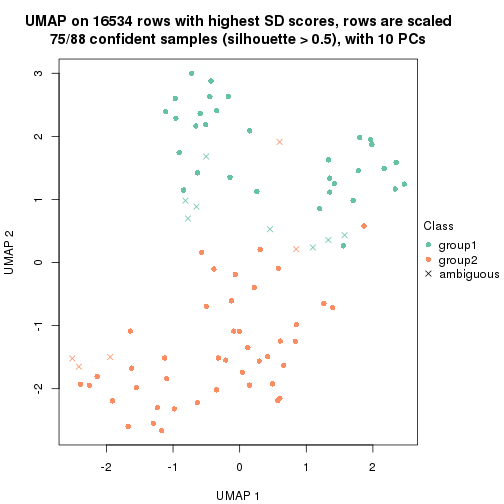 UMAP on 16534 rows with highest SD scores, rows are scaled
75/88 confident samples (silhouette > 0.5), with 10 PCs
3
2
1
0
-1
-2
UMAP 2
-2
-1
0
1
2
UMAP 1
Class
group1
group2
ambiguous